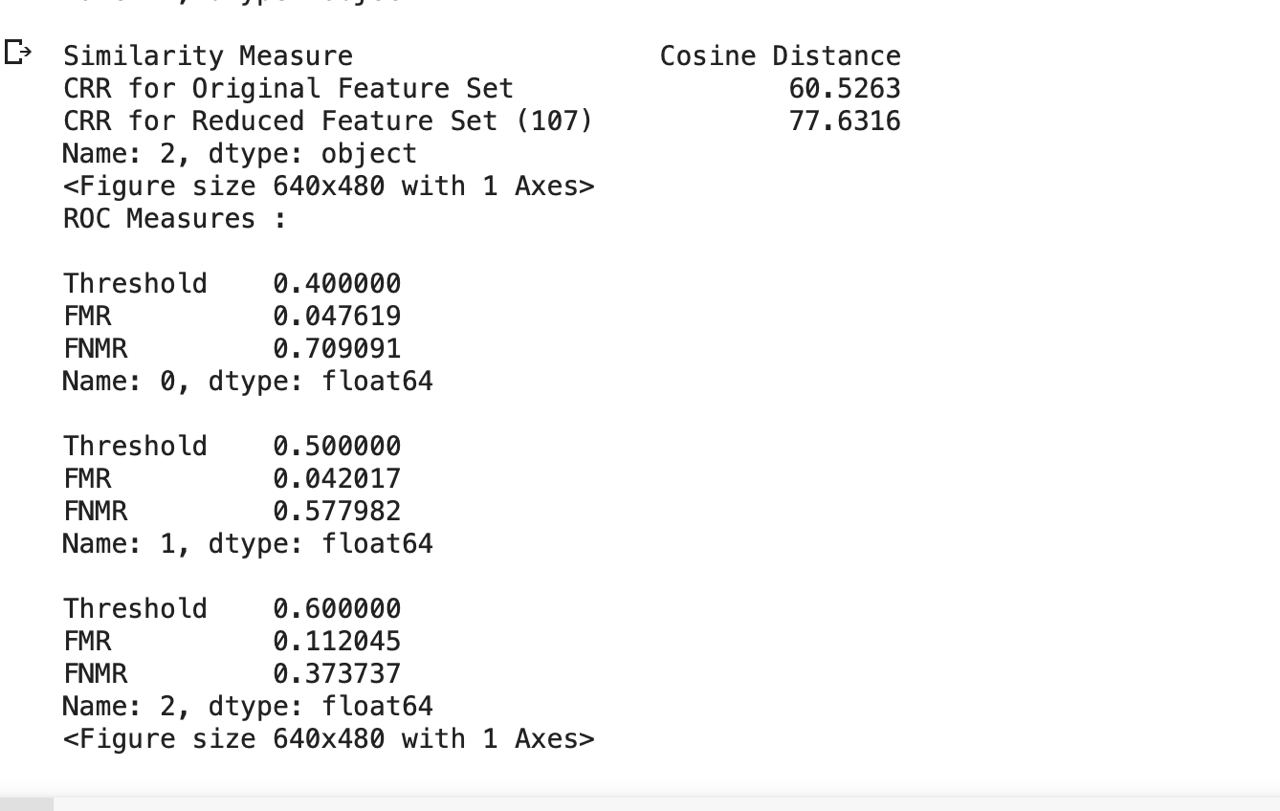 Similarity Measure Cosine Distance
CRR for Original Feature Set 60.5263
CRR for Reduced Feature Set (107) 77.6316
Name: 2, dtype: object
<Figure size 640x480 with 1 Axes>
ROC Measures :
Threshold 0.400000
FMR 0.047619
FNMR 0.709091
Name: 0, dtype: float64
Threshold 0.500000
FMR 0.042017
FNMR 0.577982
Name: 1, dtype: float64
Threshold 0.600000
FMR 0.112045
FNMR 0.373737
Name: 2, dtype: float64
<Figure size 640x480 with 1 Axes>